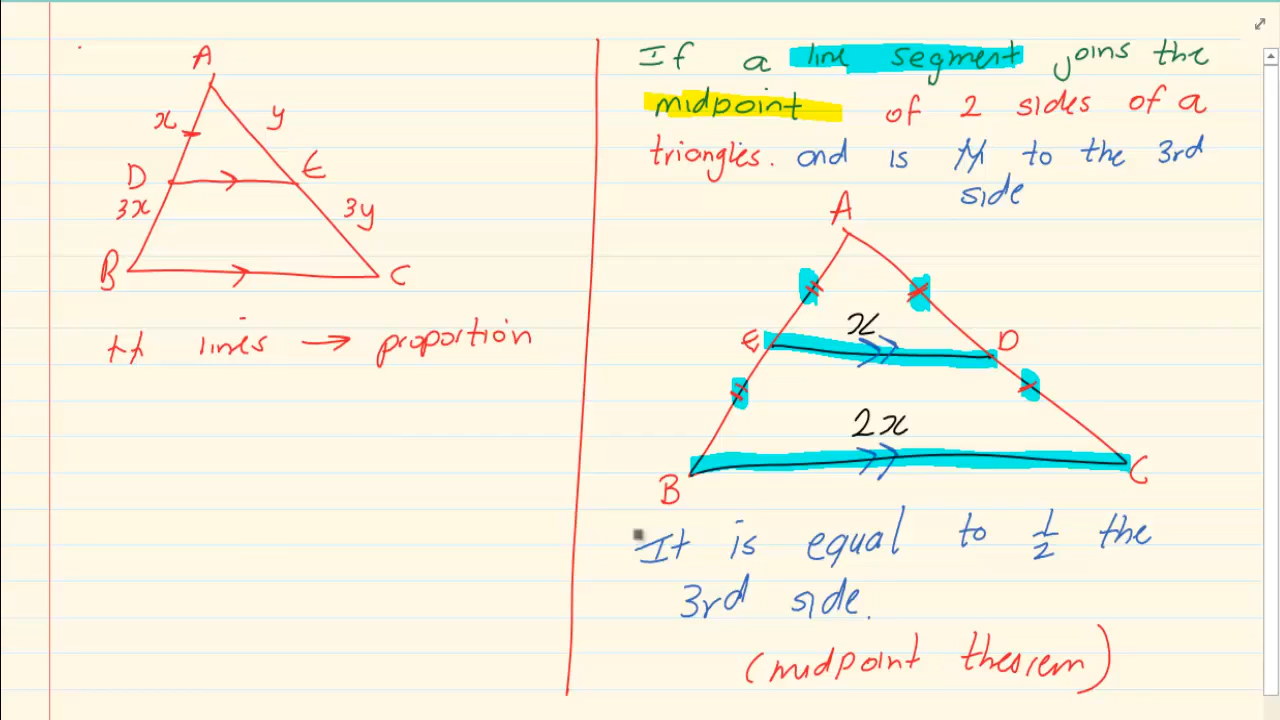 A
x
y
D
E
3x
3y
B
C
++ lines → proportion
If a line segment joins the
midpoint of 2 sides of a
triangles. and is // to the 3rd
side
A
x
E
D
2x
B
C
It is equal to 1/2 the
3rd side.
(midpoint theorem)